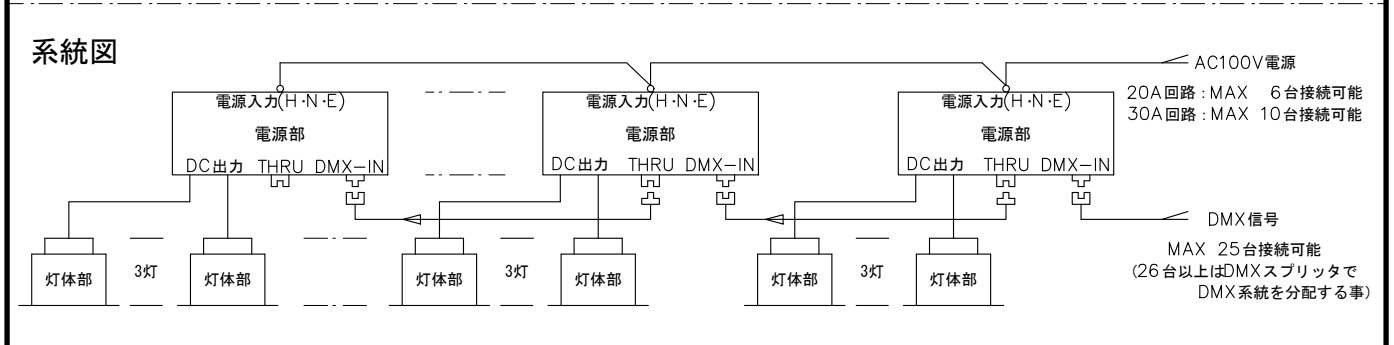 系統図
AC100V電源
20A回路：MAX 6台接続可能
30A回路：MAX 10台接続可能
電源入力(H・N・E)
電源部
DC出力 THRU DMX-IN
電源入力(H・N・E)
電源部
DC出力 THRU DMX-IN
電源入力(H・N・E)
電源部
DC出力 THRU DMX-IN
DMX信号
MAX 25台接続可能
(26台以上はDMXスプリッタで
DMX系統を分配する事)
灯体部 3灯 灯体部
灯体部 3灯 灯体部
灯体部 3灯 灯体部